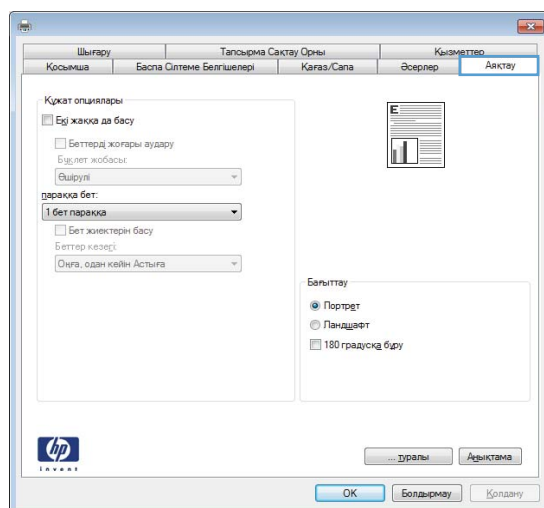 Шығару Тапсырма Сақтау Орны Қызметтер
Қосымша Баспа Сілтеме Белгішелері Қағаз/Сапа Әсерлер Аяқтау
Құжат опциялары
Екі жаққа да басу
Беттерді жоғары аудару
Буклет жобасы:
Өшірулі
параққа бет:
1 бет параққа
Бет жиектерін басу
Беттер кезегі:
Оңға, одан кейін Астыға
E
Бағыттау
Портрет
Ландшафт
180 градусқа бұру
hp
invent
... туралы Анықтама
OK Болдырмау Қолдану